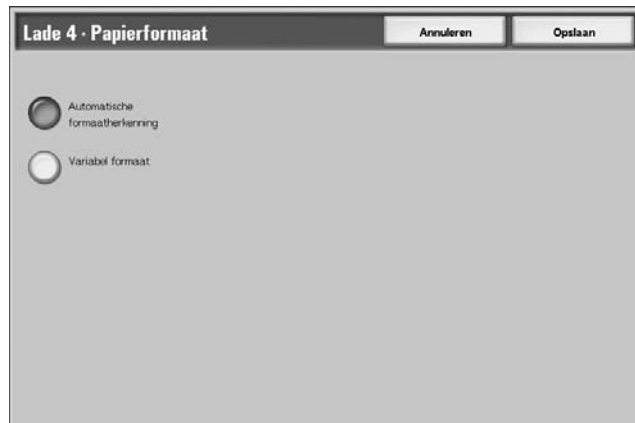 Lade 4 · Papierformaat
Annuleren
Opslaan
Automatische
formaatherkenning
Variabel formaat